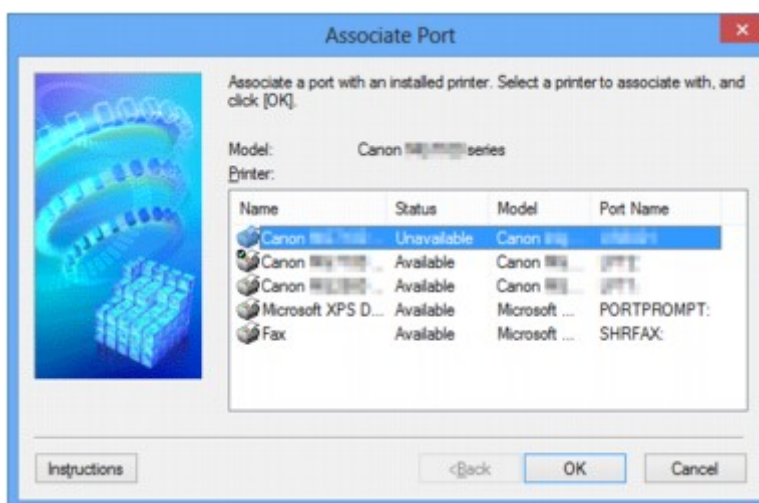 Associate Port
Associate a port with an installed printer. Select a printer to associate with, and
click [OK].
Model: Canon series
Printer:
Name Status Model Port Name
Canon ... Unavailable Canon
Canon ... Available Canon ...
Canon ... Available Canon ...
Microsoft XPS D... Available Microsoft ... PORTPROMPT:
Fax Available Microsoft ... SHRFAX:
Instructions <Back OK Cancel